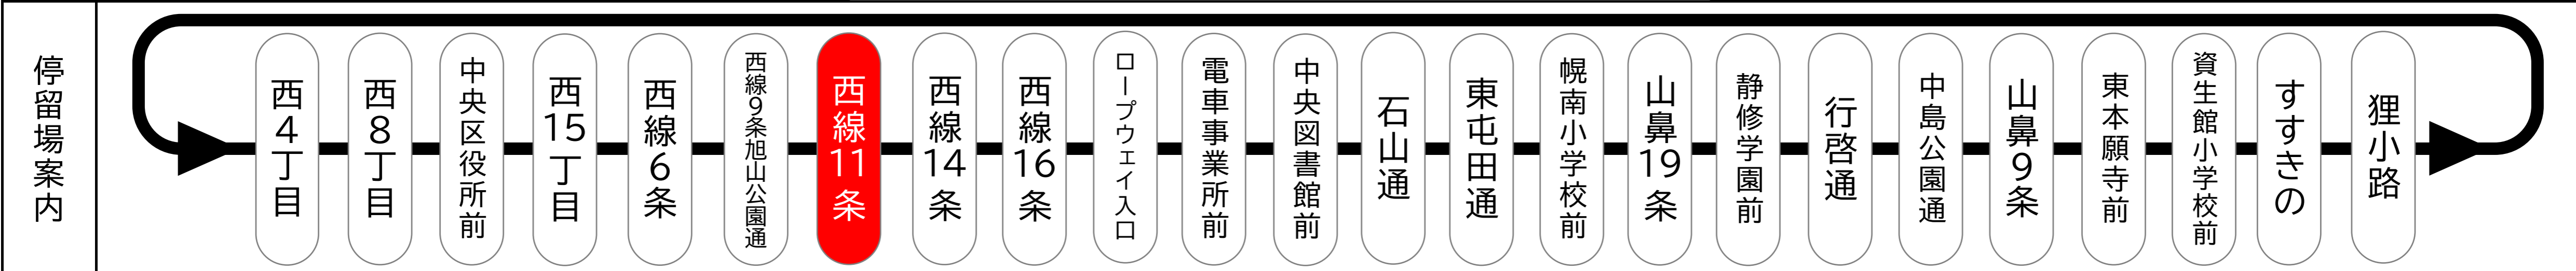 停留場案内
西4丁目
西8丁目
中央区役所前
西15丁目
西線6条
西線9条旭山公園通
西線11条
西線14条
西線16条
ロープウェイ入口
電車事業所前
中央図書館前
石山通
東屯田通
幌南小学校前
山鼻19条
静修学園前
行啓通
中島公園通
山鼻9条
東本願寺前
資生館小学校前
すすきの
狸小路